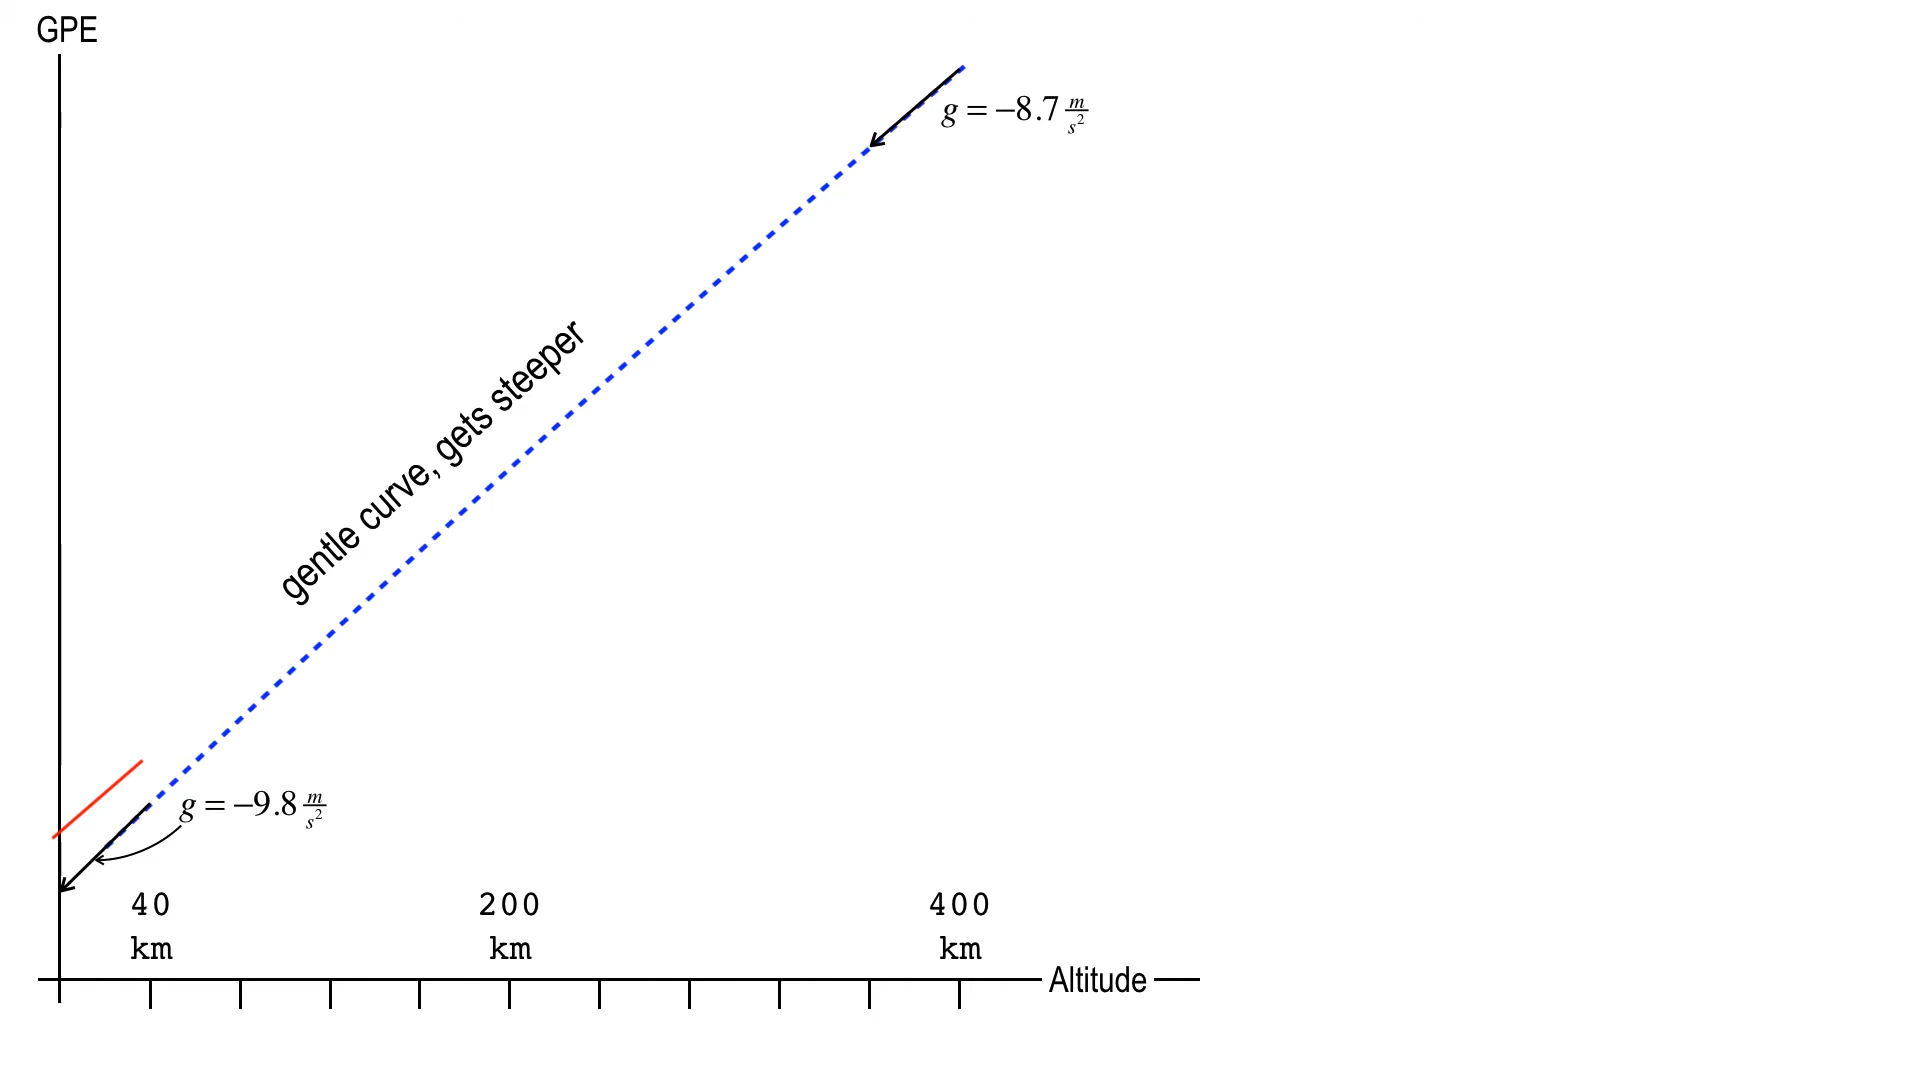 GPE
g = –8.7 m/s²
gentle curve, gets steeper
g = –9.8 m/s²
40 km
200 km
400 km
Altitude